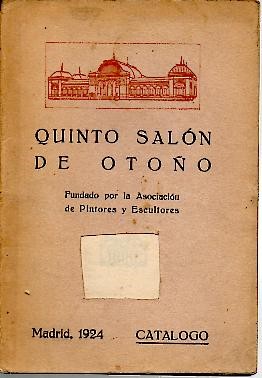 QUINTO SALÓN
DE OTOÑO
Fundado por la Asociación
de Pintores y Escultores
Madrid, 1924 CATALOGO